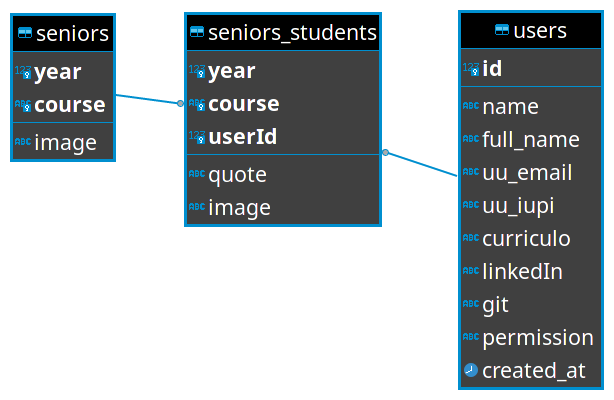 seniors
year
course
image
seniors_students
year
course
userId
quote
image
users
id
name
full_name
uu_email
uu_iupi
curriculo
linkedIn
git
permission
created_at